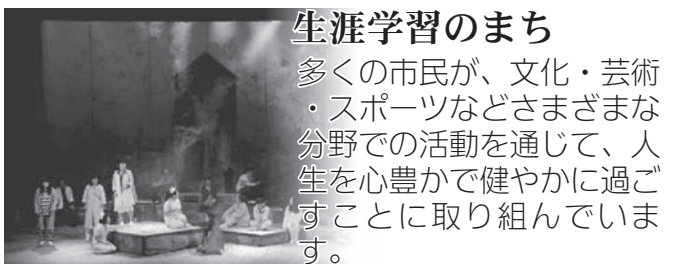 生涯学習のまち
多くの市民が、文化・芸術
・スポーツなどさまざまな
分野での活動を通じて、人
生を心豊かで健やかに過ご
すことに取り組んでいま
す。